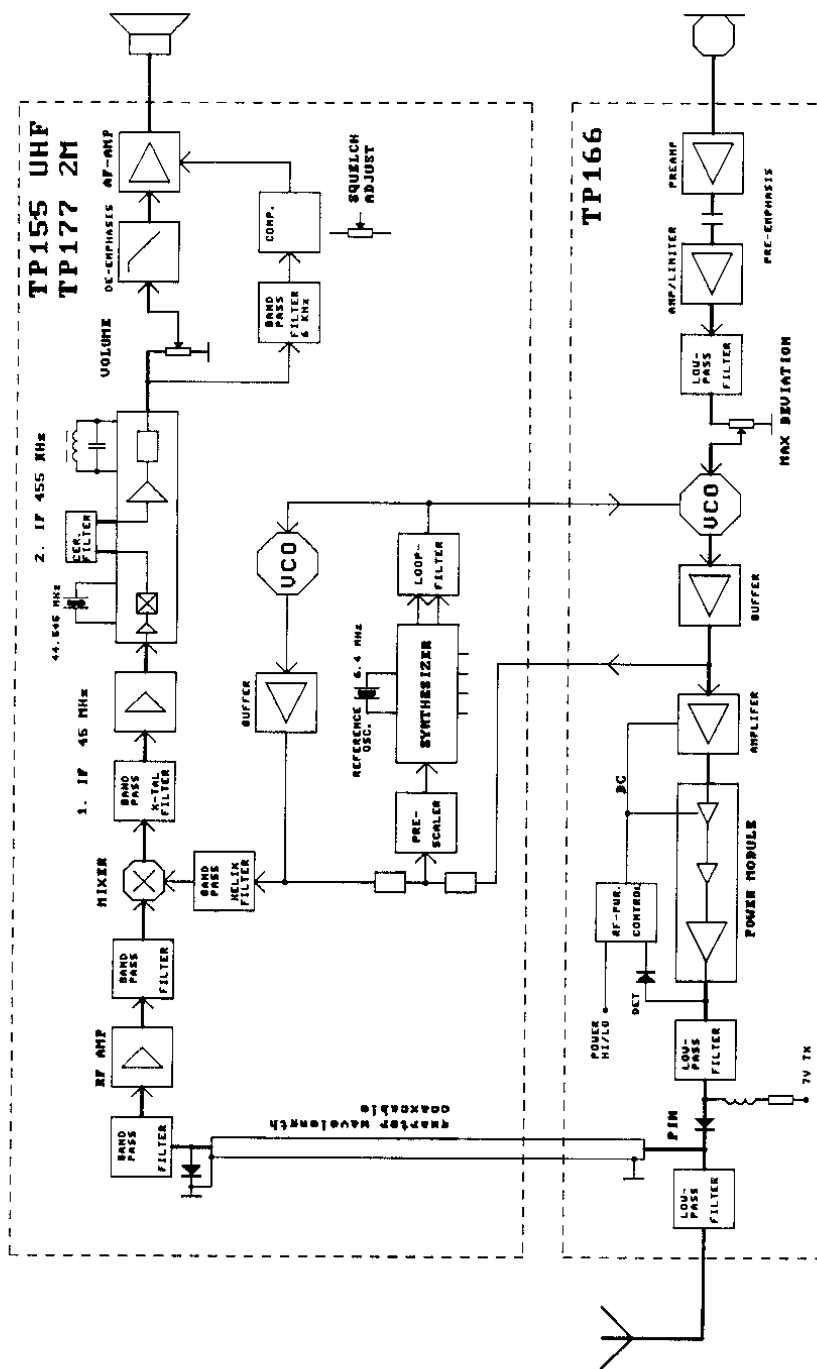 TP155 UHF
TP177 2M
AF-AMP
DE-EMPHASIS
VOLUME
COMP.
SQUELCH
ADJUST
BAND
PASS
FILTER
6 KHz
2. IF 455 KHz
CER.
FILTER
44.545 MHz
1. IF 45 MHz
BAND
PASS
X-TAL
FILTER
MIXER
BAND
PASS
HELIX
FILTER
BAND
PASS
FILTER
RF AMP
BAND
PASS
FILTER
VCO
BUFFER
LOOP-
FILTER
REFERENCE 6.4 MHz
OSC.
SYNTHESIZER
PRE-
SCALER
quarter wavelength
coaxcable
TP166
PREAMP
PRE-EMPHASIS
AMP/LIMITER
LOW-
PASS
FILTER
MAX DEVIATION
VCO
BUFFER
AMPLIFER
DC
POWER MODULE
RF-PWR.
CONTROL
DET
POWER
HI/LO
LOW-
PASS
FILTER
7V TX
PIN
LOW-
PASS
FILTER